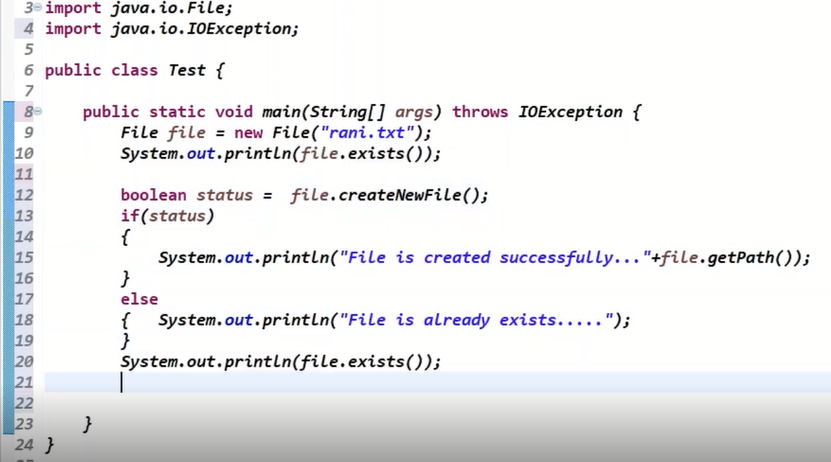 3 import java.io.File;
4 import java.io.IOException;
5
6 public class Test {
7
8 public static void main(String[] args) throws IOException {
9 File file = new File("rani.txt");
10 System.out.println(file.exists());
11
12 boolean status =  file.createNewFile();
13 if(status)
14 {
15 System.out.println("File is created successfully..."+file.getPath());
16 }
17 else
18 {   System.out.println("File is already exists.....");
19 }
20 System.out.println(file.exists());
21
22
23 }
24 }